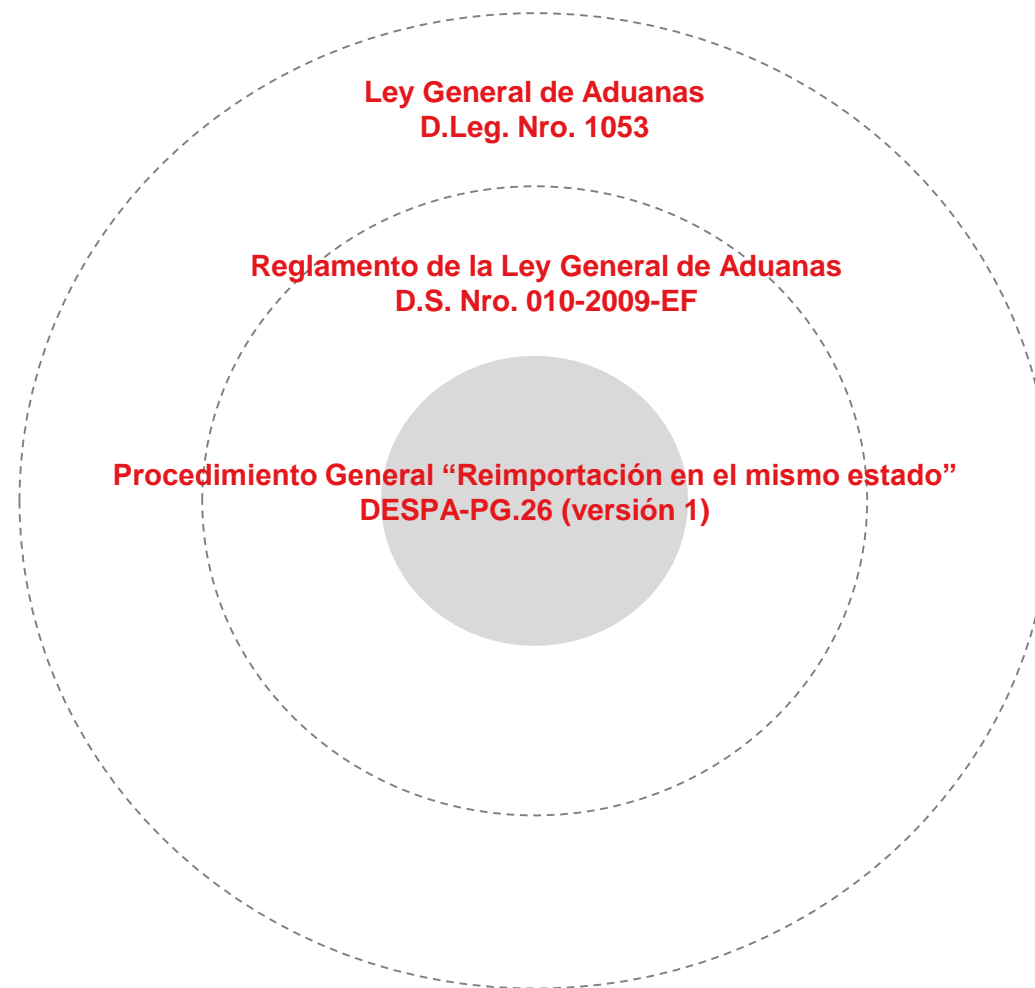 Ley General de Aduanas
D.Leg. Nro. 1053
Reglamento de la Ley General de Aduanas
D.S. Nro. 010-2009-EF
Procedimiento General “Reimportación en el mismo estado”
DESPA-PG.26 (versión 1)